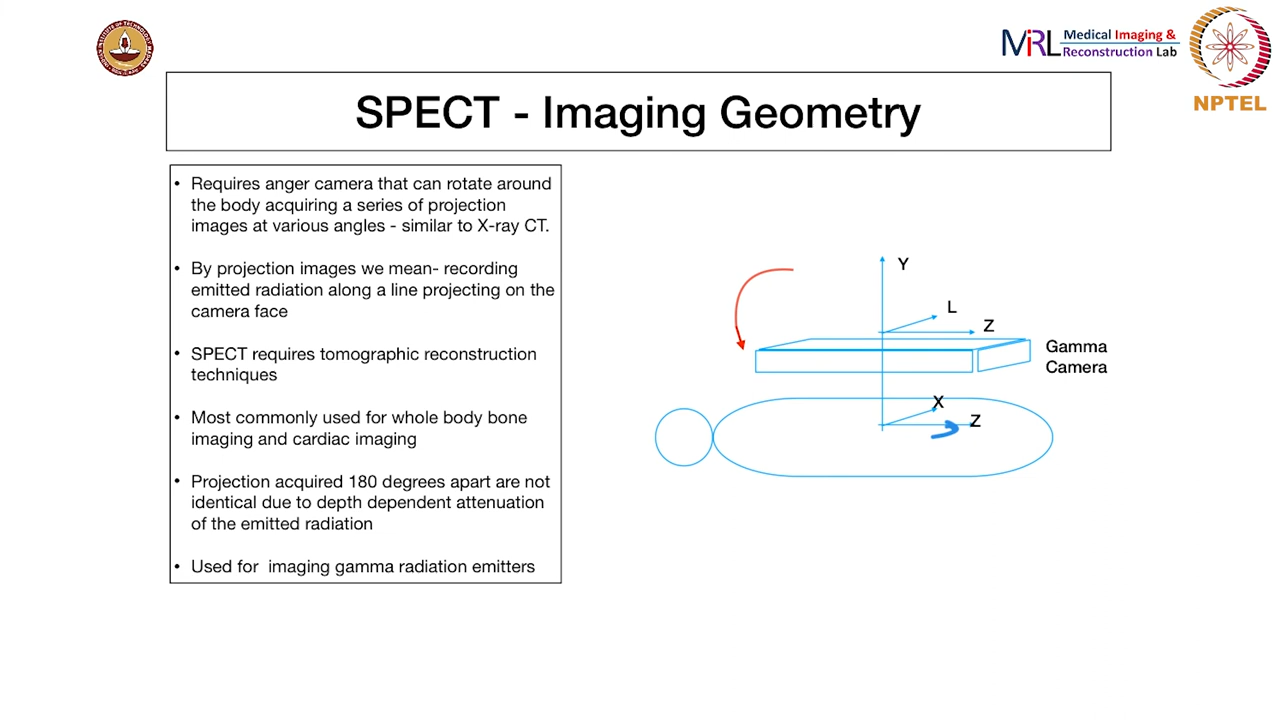 MiRL Medical Imaging &
Reconstruction Lab
NPTEL
SPECT - Imaging Geometry
• Requires anger camera that can rotate around
the body acquiring a series of projection
images at various angles - similar to X-ray CT.
• By projection images we mean- recording
emitted radiation along a line projecting on the
camera face
• SPECT requires tomographic reconstruction
techniques
• Most commonly used for whole body bone
imaging and cardiac imaging
• Projection acquired 180 degrees apart are not
identical due to depth dependent attenuation
of the emitted radiation
• Used for  imaging gamma radiation emitters
Y
L
Z
Gamma
Camera
X
Z